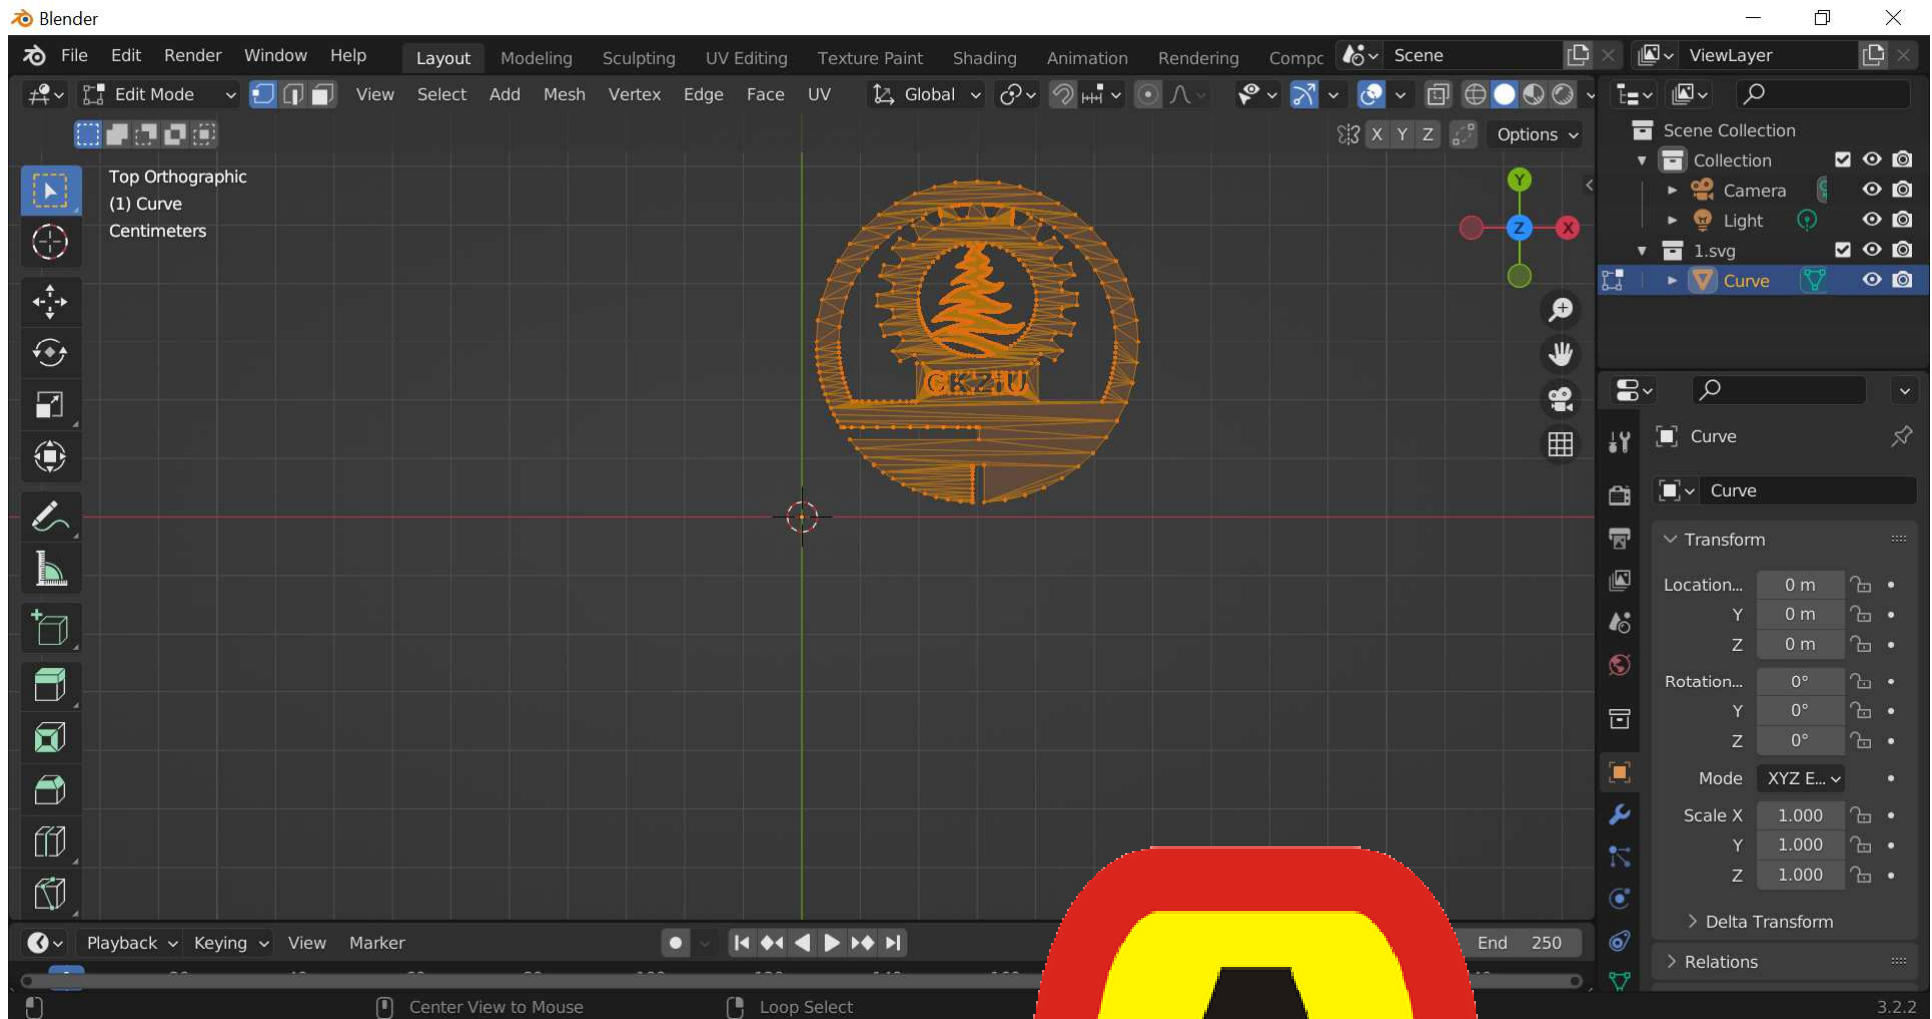 Blender
File Edit Render Window Help Layout Modeling Sculpting UV Editing Texture Paint Shading Animation Rendering Compc Scene ViewLayer
Edit Mode View Select Add Mesh Vertex Edge Face UV Global
X Y Z Options
Top Orthographic
(1) Curve
Centimeters
CKZiU
Y
Z
X
Scene Collection
Collection
Camera
Light
1.svg
Curve
Curve
Curve
Transform
Location... 0 m
Y 0 m
Z 0 m
Rotation... 0°
Y 0°
Z 0°
Mode XYZ E...
Scale X 1.000
Y 1.000
Z 1.000
Delta Transform
Relations
Playback Keying View Marker End 250
Center View to Mouse Loop Select 3.2.2